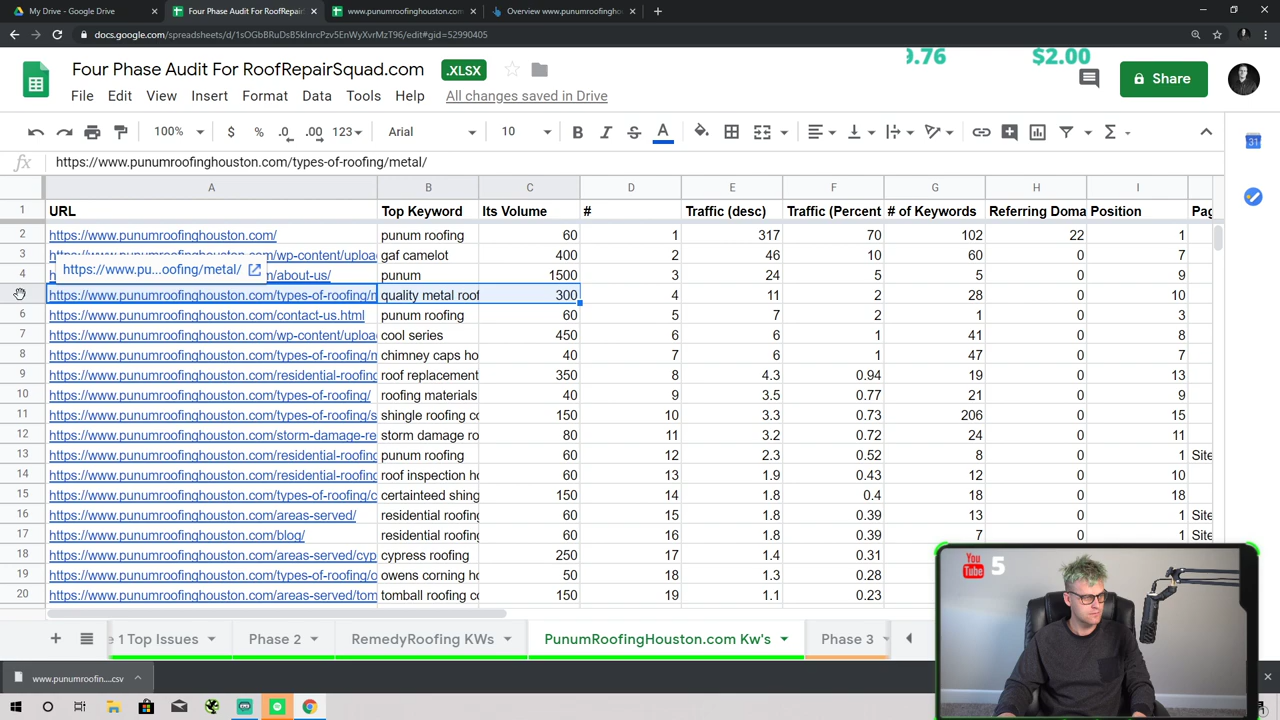 My Drive - Google Drive
Four Phase Audit For RoofRepair
www.punumroofinghouston.com
Overview www.punumroofingho
docs.google.com/spreadsheets/d/1sOGbBRuDsB5kInrcPzv5EnWyXvrMzT96/edit#gid=52990405
Four Phase Audit For RoofRepairSquad.com .XLSX
9.76 $2.00
Share
File Edit View Insert Format Data Tools Help All changes saved in Drive
100% $ % .0 .00 123 Arial 10 B I S A
fx https://www.punumroofinghouston.com/types-of-roofing/metal/
A B C D E F G H I
1 URL Top Keyword Its Volume # Traffic (desc) Traffic (Percent # of Keywords Referring Doma Position Pag
2 https://www.punumroofinghouston.com/ punum roofing 60 1 317 70 102 22 1
3 https://www.punumroofinghouston.com/wp-content/uploa gaf camelot 400 2 46 10 60 0 7
https://www.pu...oofing/metal/
4 h m/about-us/ punum 1500 3 24 5 5 0 9
https://www.punumroofinghouston.com/types-of-roofing/m quality metal roof 300 4 11 2 28 0 10
6 https://www.punumroofinghouston.com/contact-us.html punum roofing 60 5 7 2 1 0 3
7 https://www.punumroofinghouston.com/wp-content/uploa cool series 450 6 6 1 41 0 8
8 https://www.punumroofinghouston.com/types-of-roofing/m chimney caps ho 40 7 6 1 47 0 7
9 https://www.punumroofinghouston.com/residential-roofing roof replacement 350 8 4.3 0.94 19 0 13
10 https://www.punumroofinghouston.com/types-of-roofing/ roofing materials 40 9 3.5 0.77 21 0 9
11 https://www.punumroofinghouston.com/types-of-roofing/s shingle roofing co 150 10 3.3 0.73 206 0 15
12 https://www.punumroofinghouston.com/storm-damage-re storm damage ro 80 11 3.2 0.72 24 0 11
13 https://www.punumroofinghouston.com/residential-roofing punum roofing 60 12 2.3 0.52 8 0 1 Site
14 https://www.punumroofinghouston.com/residential-roofing roof inspection ho 60 13 1.9 0.43 12 0 10
15 https://www.punumroofinghouston.com/types-of-roofing/c certainteed shing 150 14 1.8 0.4 18 0 18
16 https://www.punumroofinghouston.com/areas-served/ residential roofing 60 15 1.8 0.39 13 0 1 Site
17 https://www.punumroofinghouston.com/blog/ residential roofing 60 16 1.8 0.39 7 0 1 Site
18 https://www.punumroofinghouston.com/areas-served/cyp cypress roofing 250 17 1.4 0.31
19 https://www.punumroofinghouston.com/types-of-roofing/o owens corning ho 50 18 1.3 0.28
20 https://www.punumroofinghouston.com/areas-served/tom tomball roofing co 150 19 1.1 0.23
You Tube 5
e 1 Top Issues Phase 2 RemedyRoofing KWs PunumRoofingHouston.com Kw's Phase 3
www.punumroofin....csv